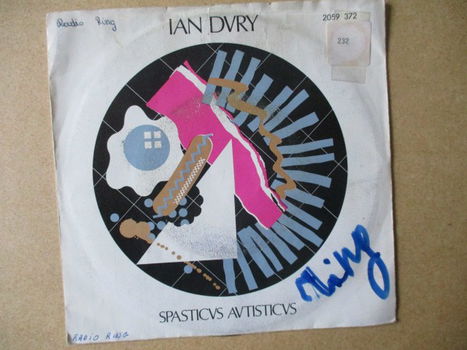 Radio Ring
IAN DVRY
2059 372
232
SPASTICVS AVTISTICVS
Ring
RADIO RING